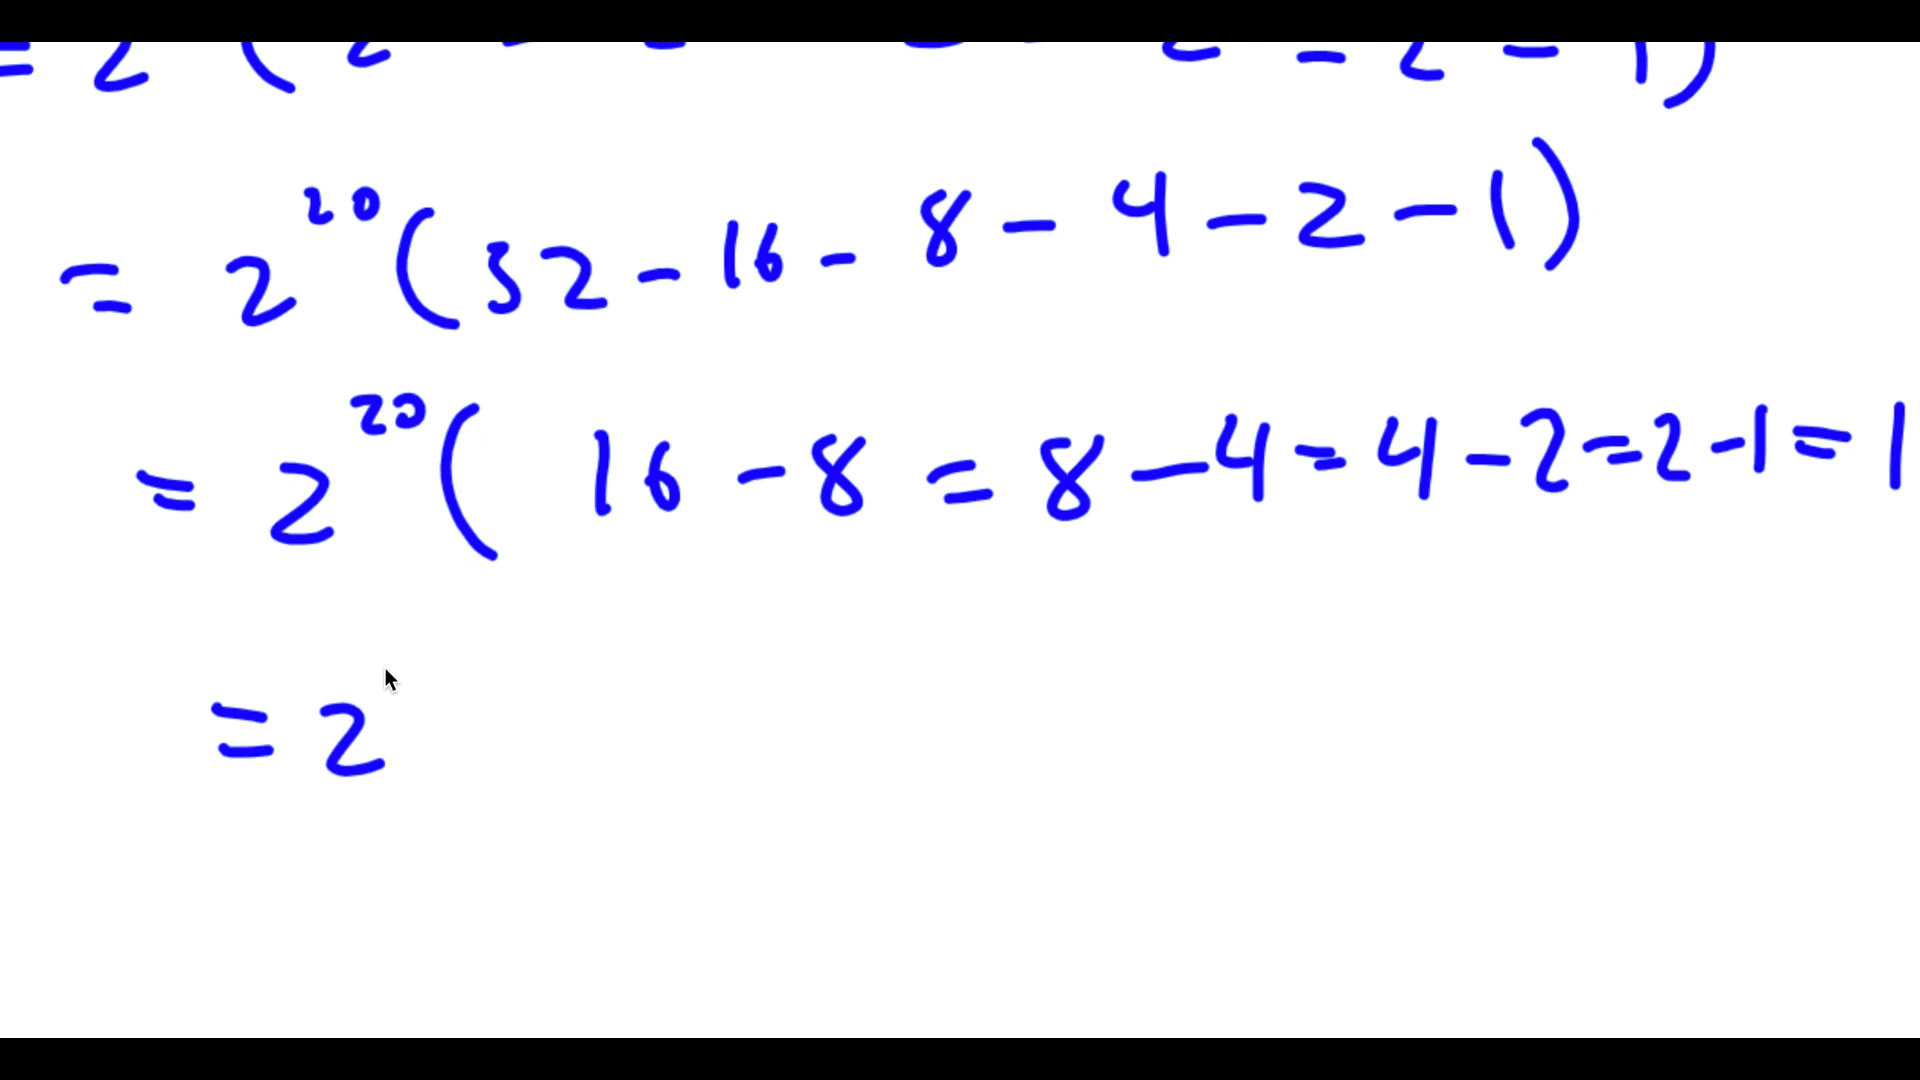 = 2^20 (32 - 16 - 8 - 4 - 2 - 1)
= 2^20 ( 16 - 8 = 8 - 4 = 4 - 2 = 2 - 1 = 1
= 2